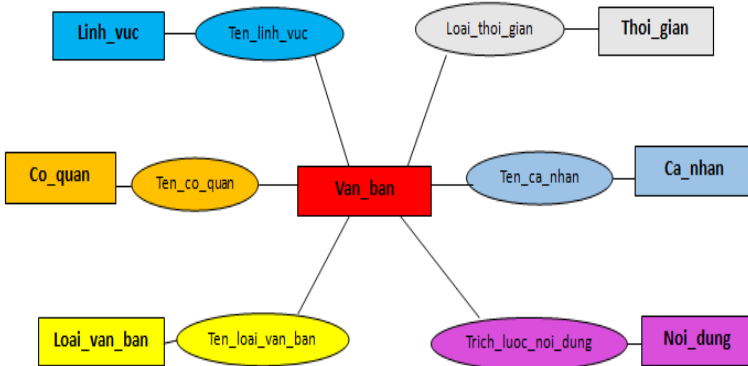 Linh_vuc
Ten_linh_vuc
Loai_thoi_gian
Thoi_gian
Co_quan
Ten_co_quan
Van_ban
Ten_ca_nhan
Ca_nhan
Loai_van_ban
Ten_loai_van_ban
Trich_luoc_noi_dung
Noi_dung